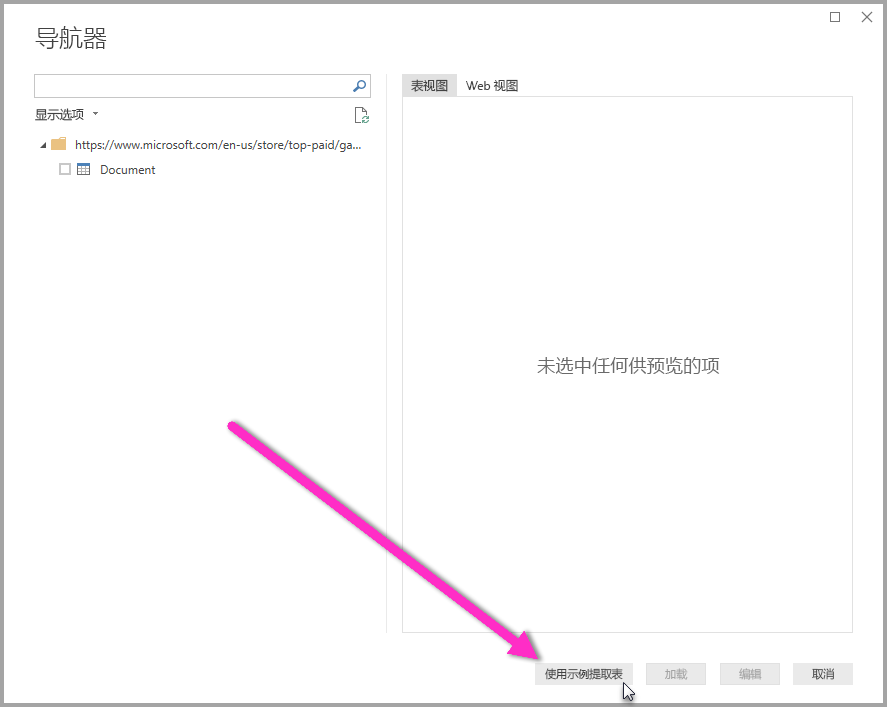 导航器
显示选项
https://www.microsoft.com/en-us/store/top-paid/ga...
Document
表视图 Web 视图
未选中任何供预览的项
使用示例提取表 加载 编辑 取消